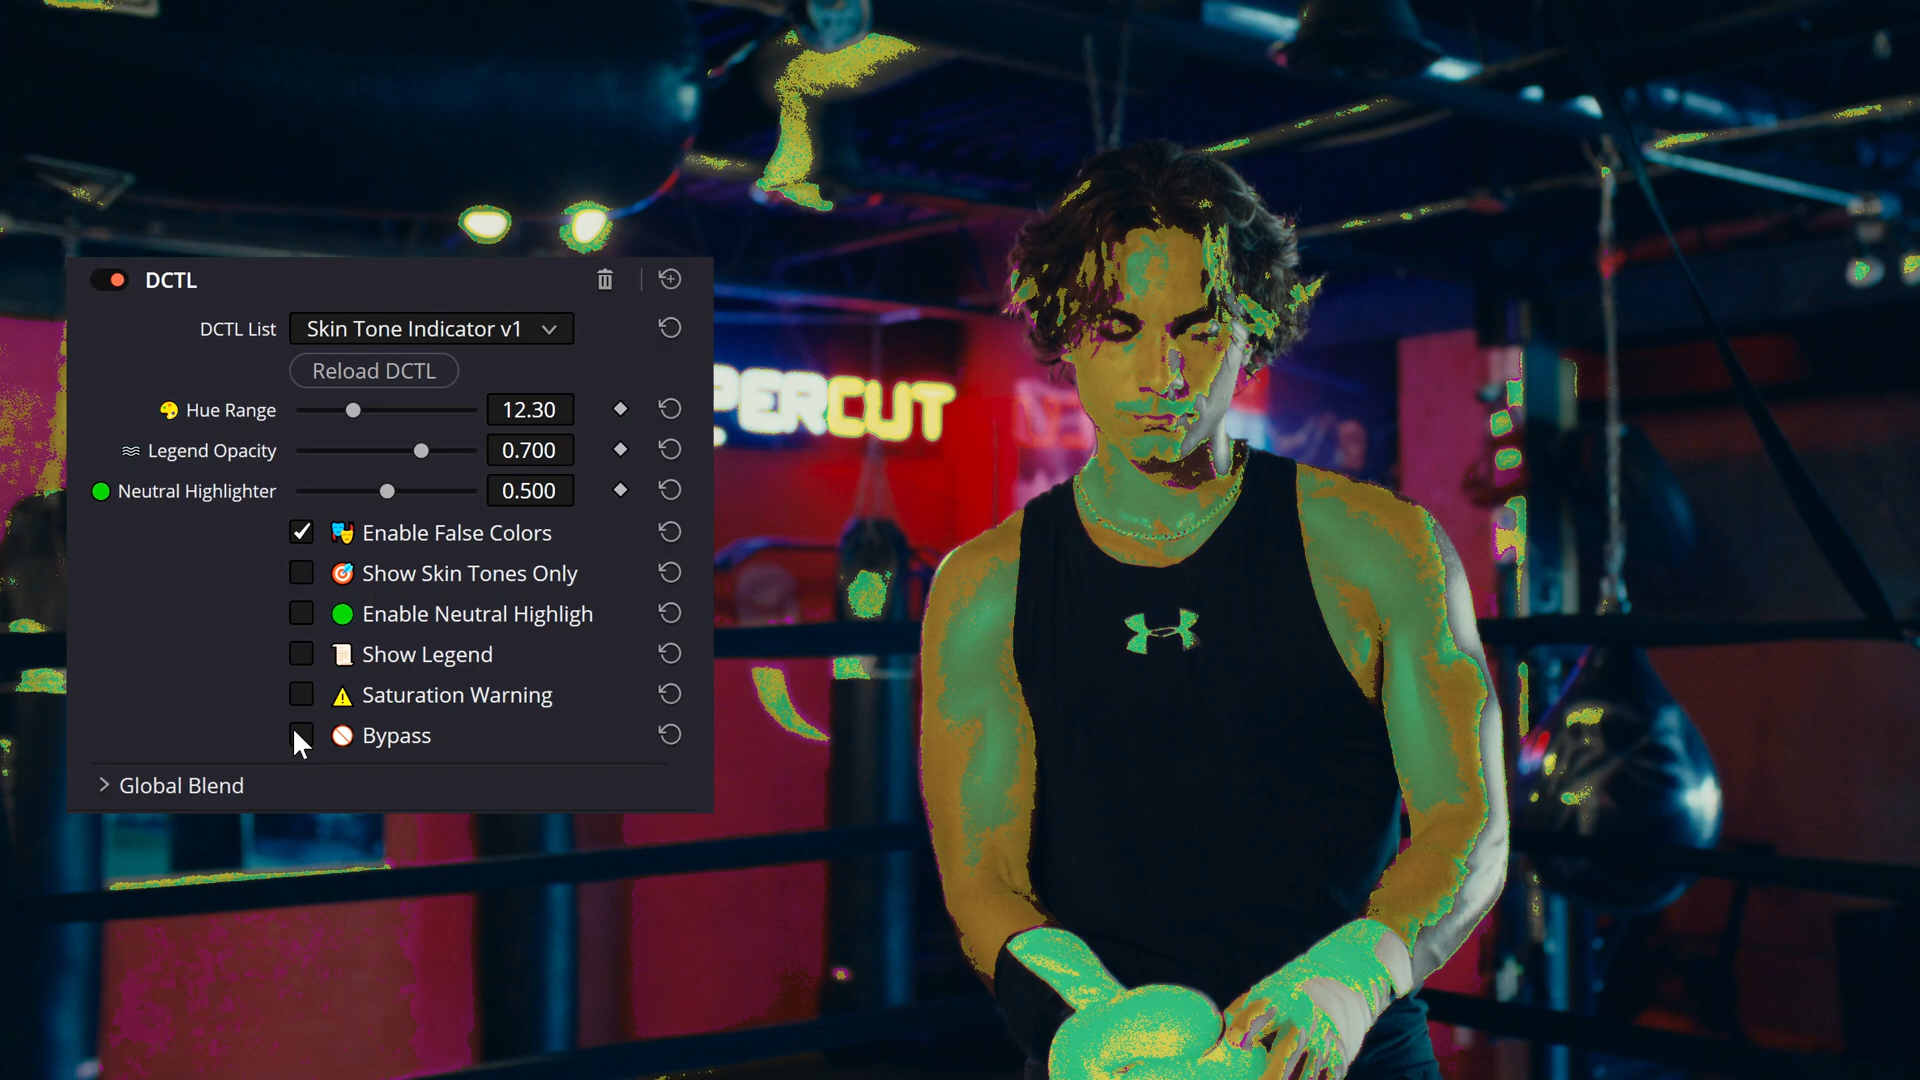 DCTL
DCTL List
Skin Tone Indicator v1
Reload DCTL
Hue Range
12.30
Legend Opacity
0.700
Neutral Highlighter
0.500
Enable False Colors
Show Skin Tones Only
Enable Neutral Highligh
Show Legend
Saturation Warning
Bypass
Global Blend
PERCUT